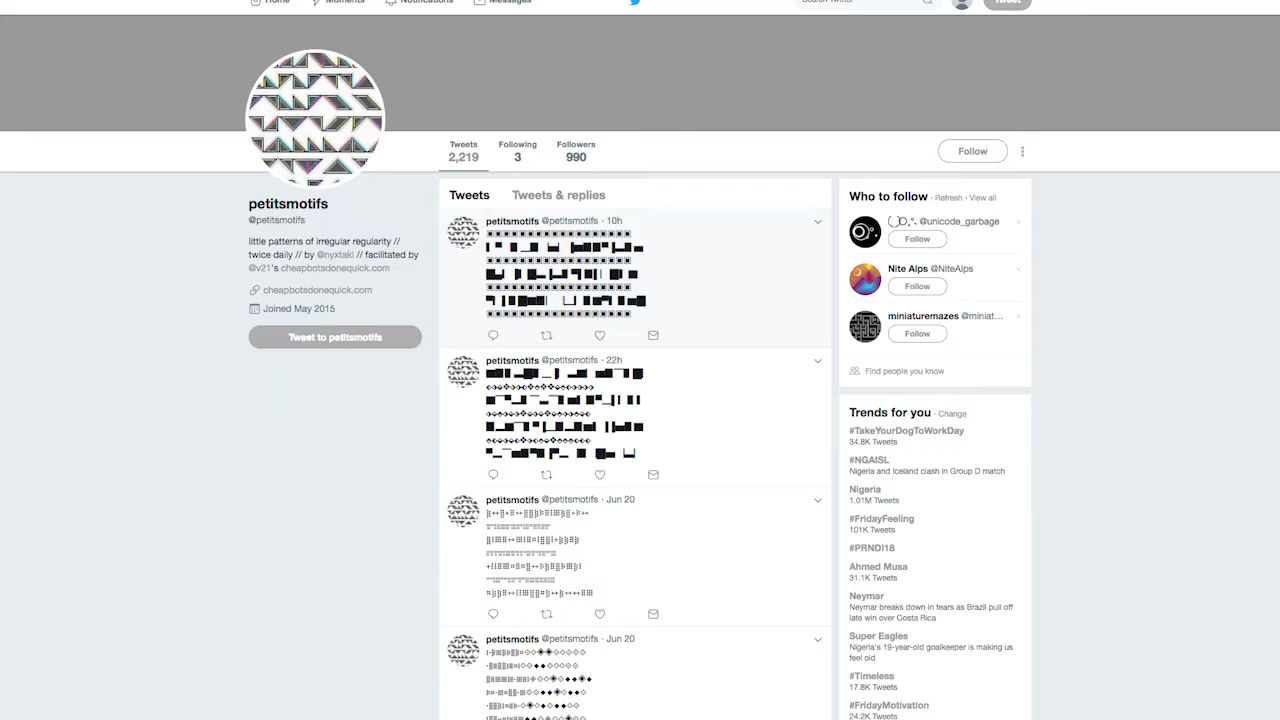 Home Moments Notifications Messages Search Twitter Tweet
Tweets Following Followers
2,219 3 990
Follow
petitsmotifs
@petitsmotifs
little patterns of irregular regularity //
twice daily // by @nyxtakl // facilitated by
@v21's cheapbotsdonequick.com
cheapbotsdonequick.com
Joined May 2015
Tweet to petitsmotifs
Tweets Tweets & replies
petitsmotifs @petitsmotifs · 10h
petitsmotifs @petitsmotifs · 22h
petitsmotifs @petitsmotifs · Jun 20
petitsmotifs @petitsmotifs · Jun 20
Who to follow · Refresh · View all
@unicode_garbage
Follow
Nite Alps @NiteAlps
Follow
miniaturemazes @miniat...
Follow
Find people you know
Trends for you · Change
#TakeYourDogToWorkDay
34.8K Tweets
#NGAISL
Nigeria and Iceland clash in Group D match
Nigeria
1.01M Tweets
#FridayFeeling
101K Tweets
#PRNDI18
Ahmed Musa
31.1K Tweets
Neymar
Neymar breaks down in tears as Brazil pull off
late win over Costa Rica
Super Eagles
Nigeria's 19-year-old goalkeeper is making us
feel old
#Timeless
17.8K Tweets
#FridayMotivation
24.2K Tweets